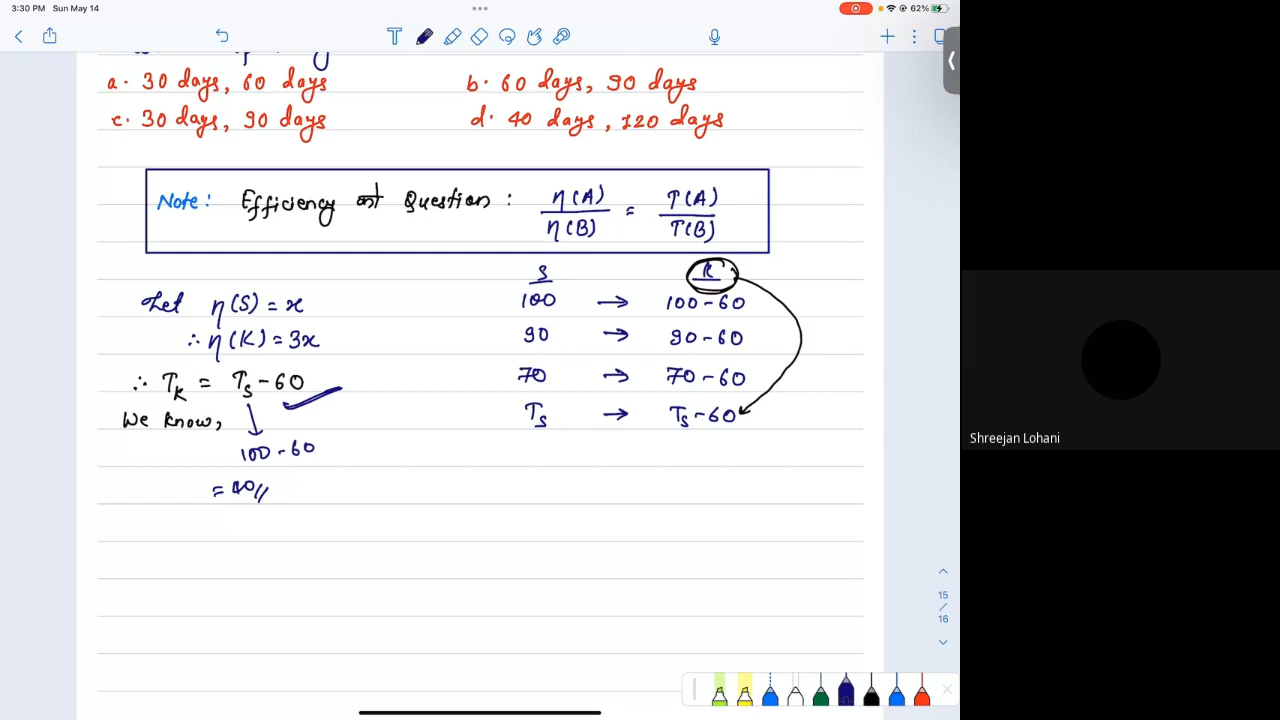 3:30 PM Sun May 14
62%
T
a. 30 days, 60 days
b. 60 days, 90 days
c. 30 days, 90 days
d. 40 days, 120 days
Note: Efficiency Question : η(A)/η(B) = T(A)/T(B)
S K
Let η(S) = x
100 → 100-60
∴ η(K) = 3x
90 → 90-60
∴ T_K = T_S - 60
70 → 70-60
We know,
T_S → T_S-60
100-60
= 40//
Shreejan Lohani
15
/
16